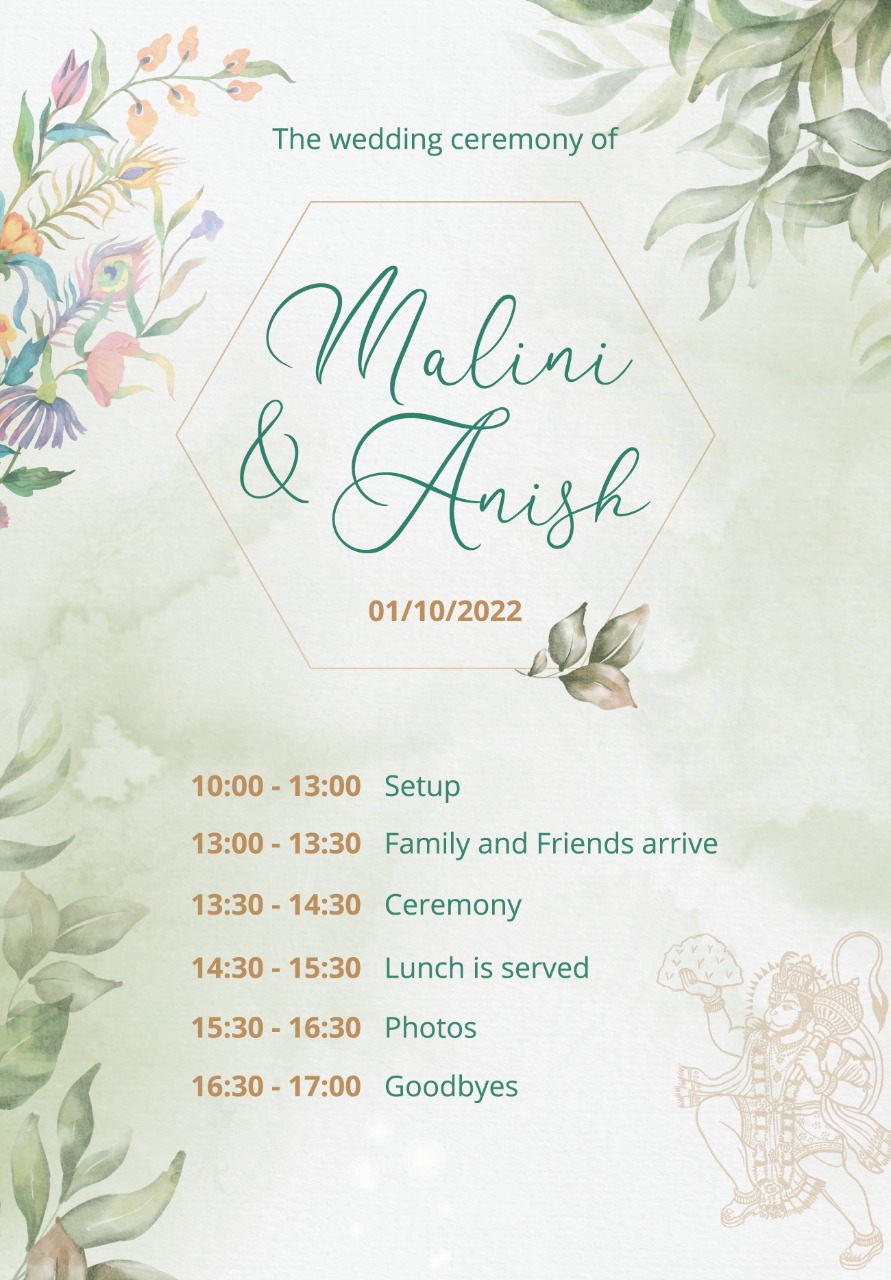 The wedding ceremony of
Malini
& Anish
01/10/2022
10:00 - 13:00 Setup
13:00 - 13:30 Family and Friends arrive
13:30 - 14:30 Ceremony
14:30 - 15:30 Lunch is served
15:30 - 16:30 Photos
16:30 - 17:00 Goodbyes